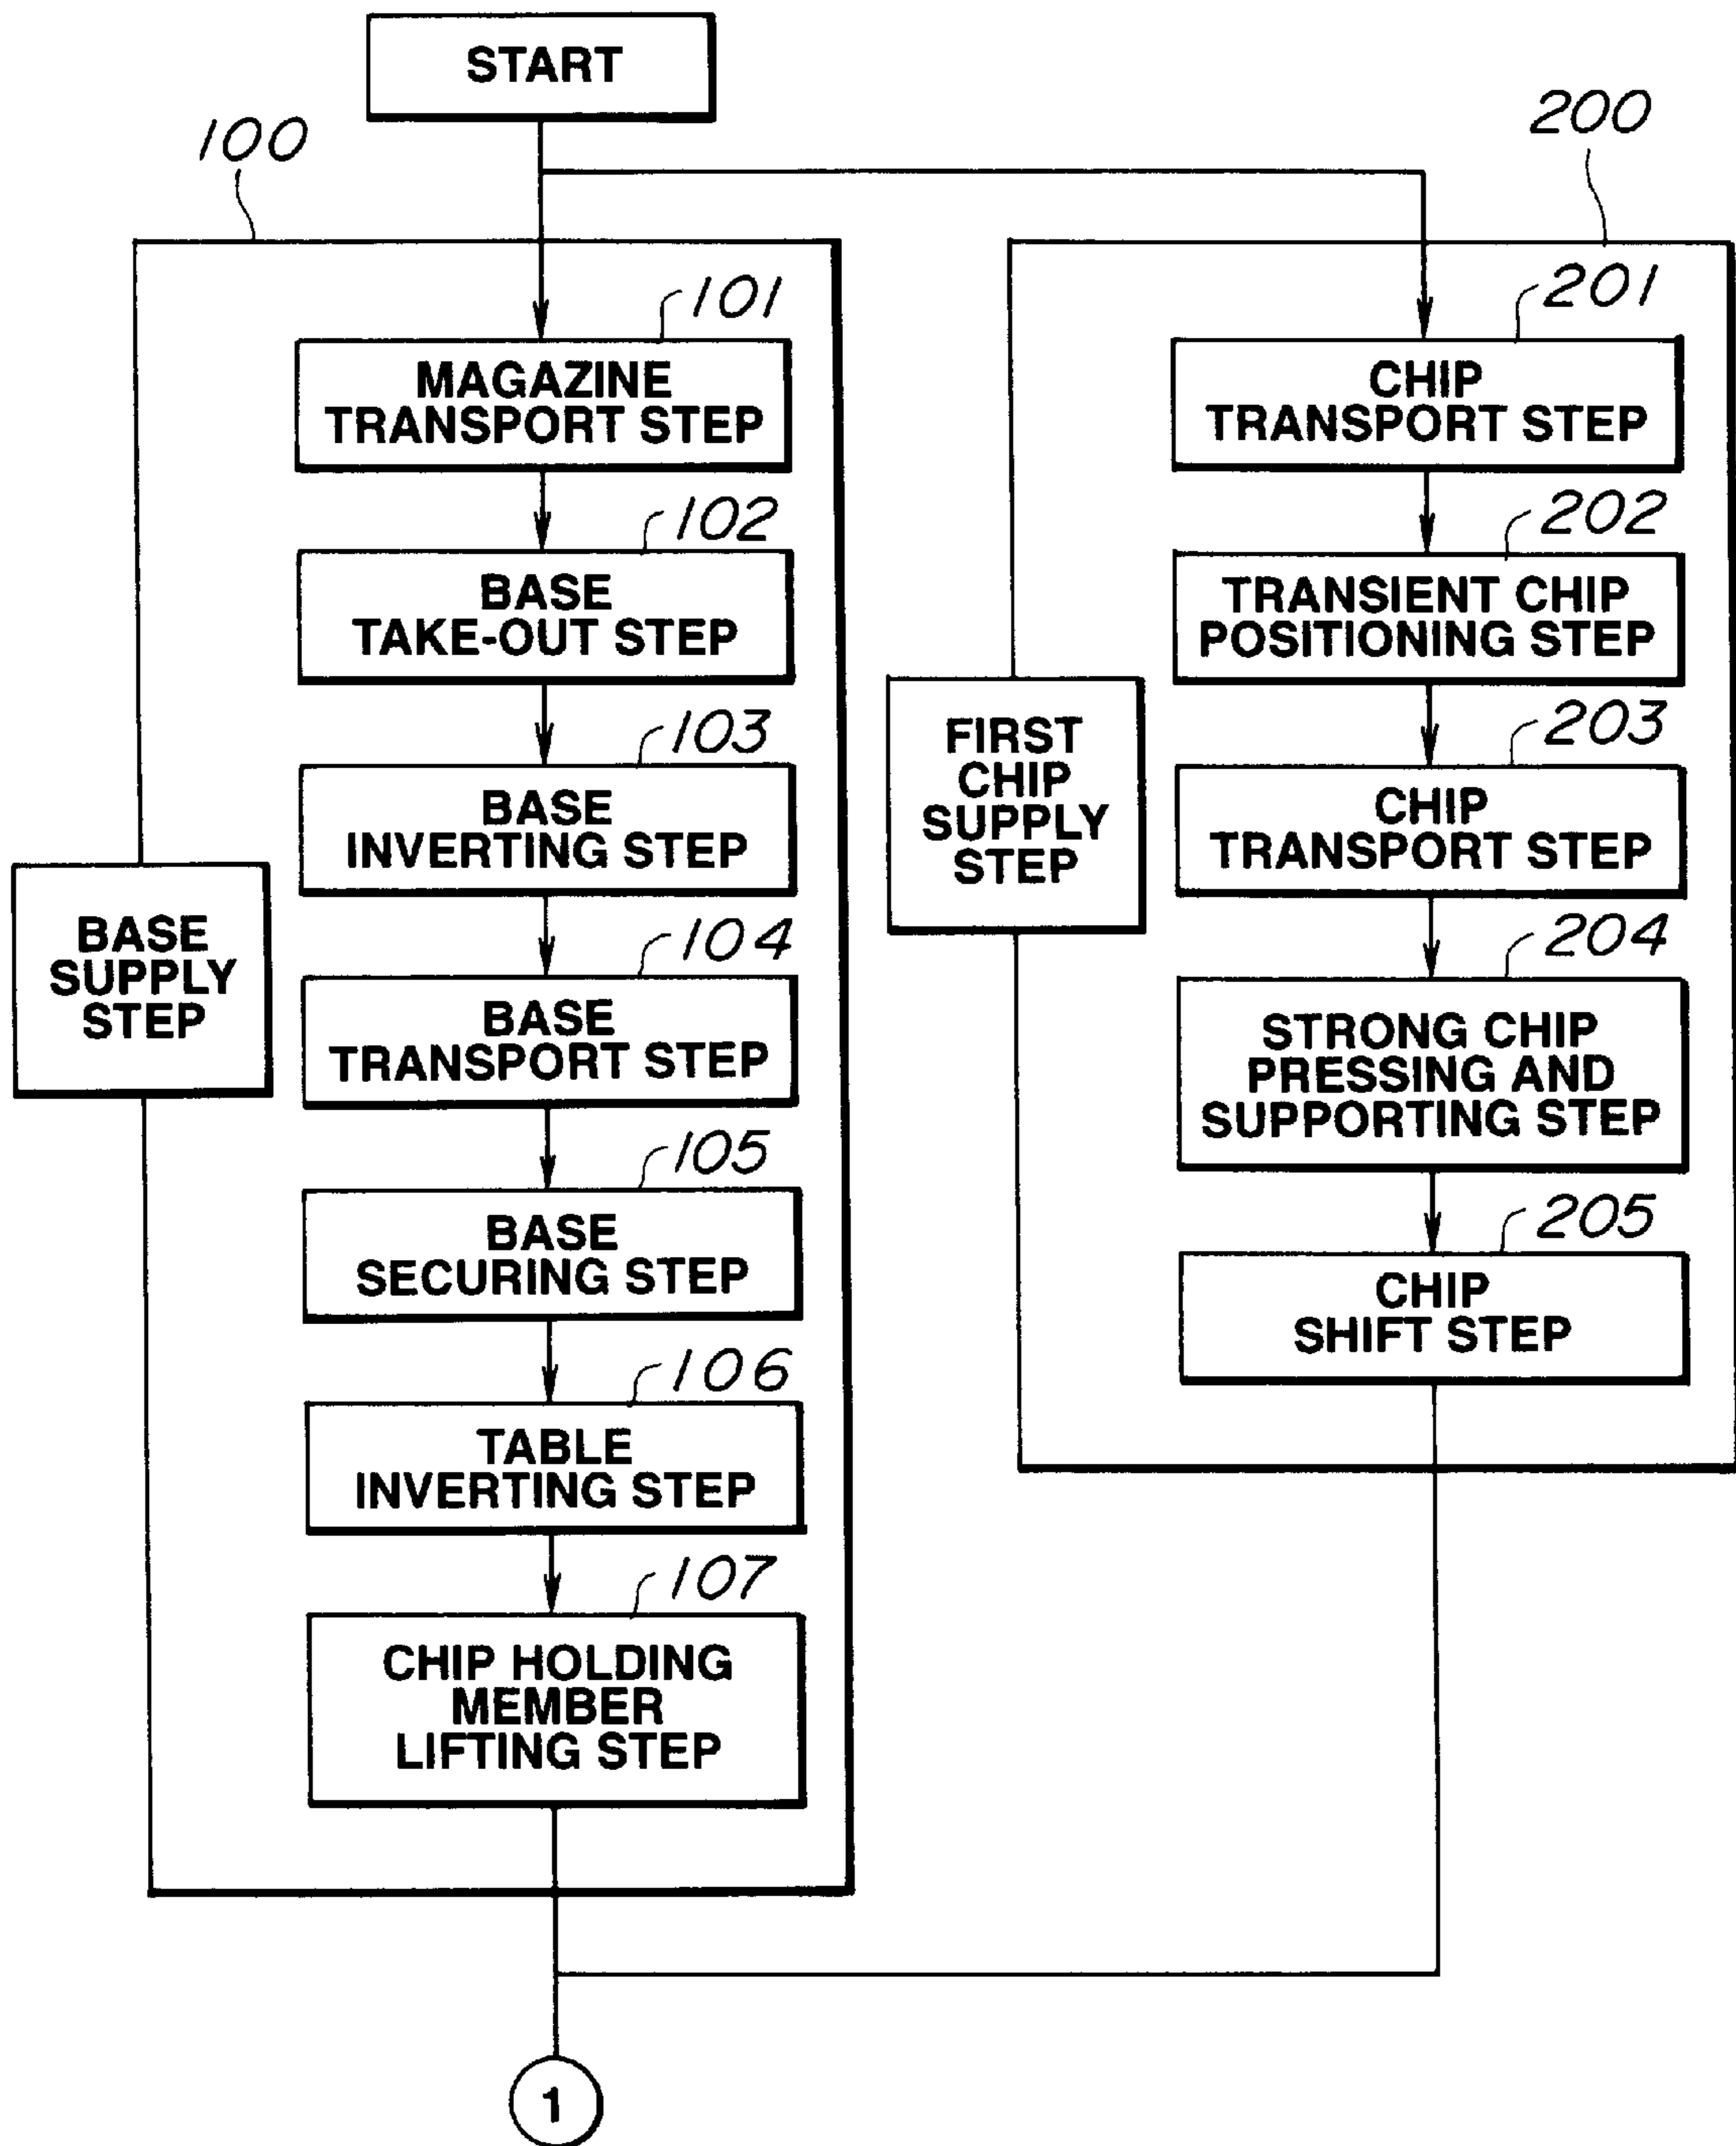 START
100
101
MAGAZINE
TRANSPORT STEP
102
BASE
TAKE-OUT STEP
103
BASE
INVERTING STEP
BASE
SUPPLY
STEP
104
BASE
TRANSPORT STEP
105
BASE
SECURING STEP
106
TABLE
INVERTING STEP
107
CHIP HOLDING
MEMBER
LIFTING STEP
200
201
CHIP
TRANSPORT STEP
202
TRANSIENT CHIP
POSITIONING STEP
FIRST
CHIP
SUPPLY
STEP
203
CHIP
TRANSPORT STEP
204
STRONG CHIP
PRESSING AND
SUPPORTING STEP
205
CHIP
SHIFT STEP
1